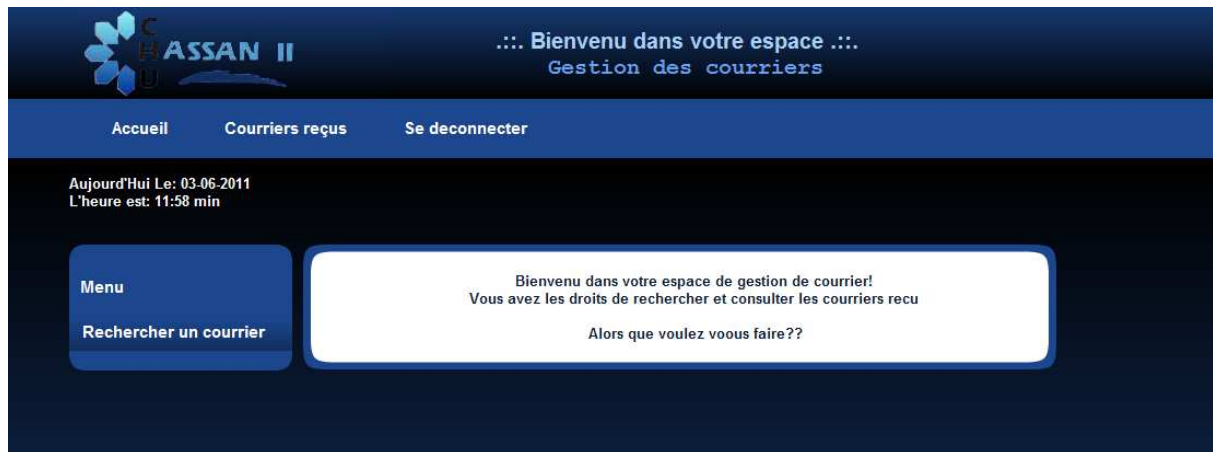 CHU
HASSAN II
.::. Bienvenu dans votre espace .::.
Gestion des courriers
Accueil Courriers reçus Se deconnecter
Aujourd'Hui Le: 03-06-2011
L'heure est: 11:58 min
Menu
Rechercher un courrier
Bienvenu dans votre espace de gestion de courrier!
Vous avez les droits de rechercher et consulter les courriers recu
Alors que voulez voous faire??